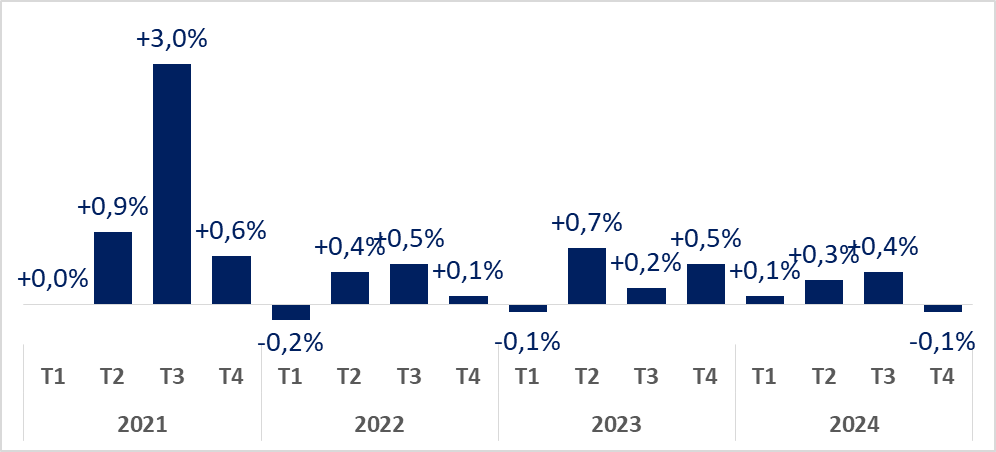 +0,0% +0,9% +3,0% +0,6% -0,2% +0,4% +0,5% +0,1% -0,1% +0,7% +0,2% +0,5% +0,1% +0,3% +0,4% -0,1%
T1 T2 T3 T4 T1 T2 T3 T4 T1 T2 T3 T4 T1 T2 T3 T4
2021 2022 2023 2024